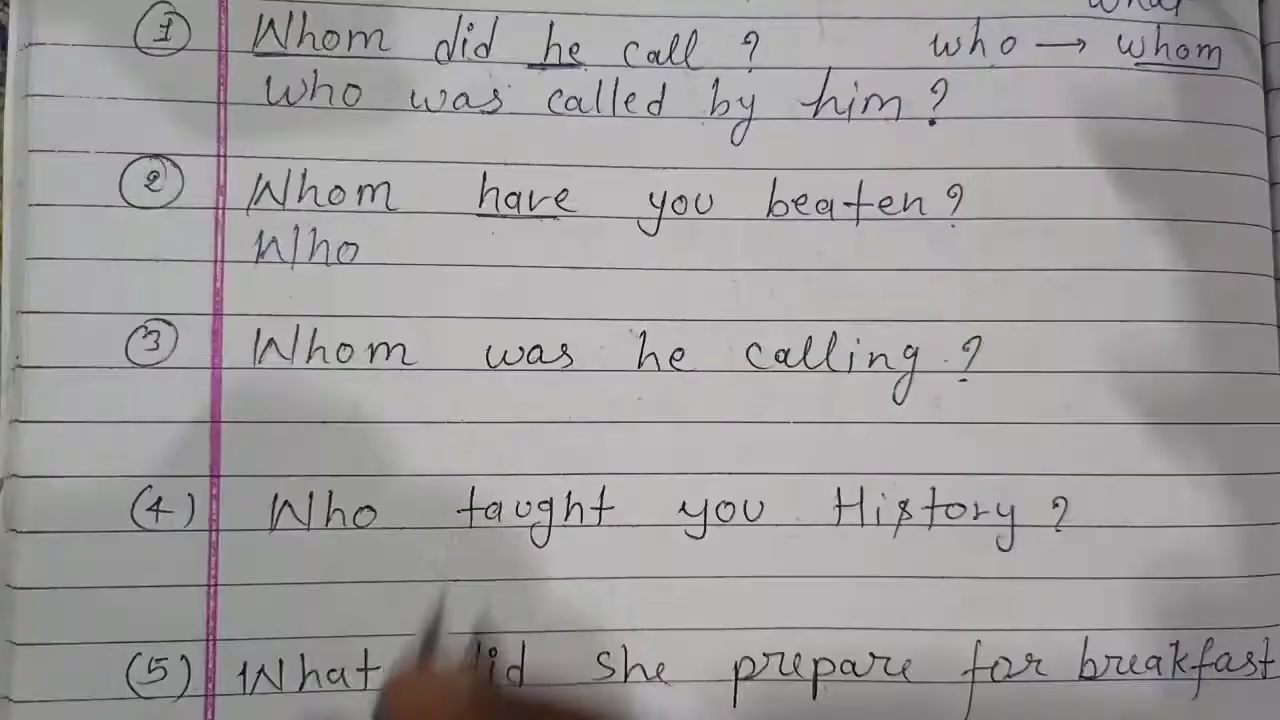 what
① Whom did he call ? who → whom
Who was called by him ?
② Whom have you beaten ?
Who
③ Whom was he calling ?
(4) Who taught you History ?
(5) What did she prepare for breakfast